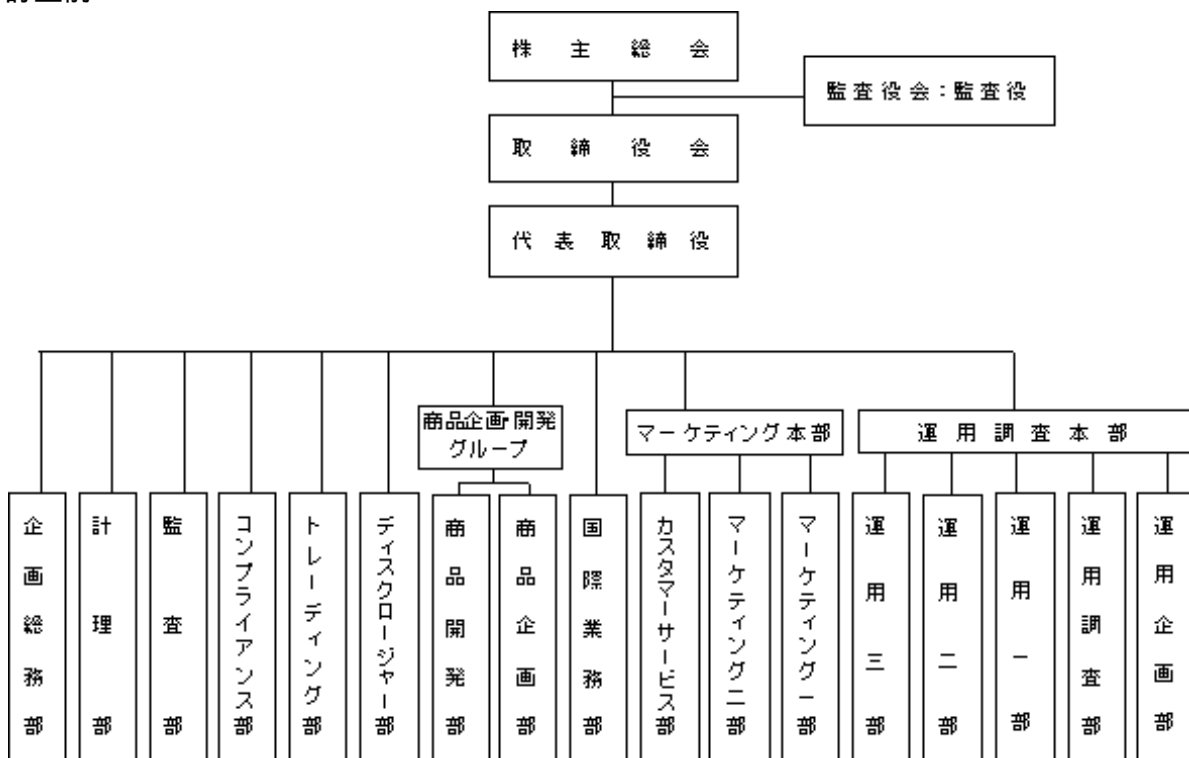 株主総会
監査役会：監査役
取締役会
代表取締役
商品企画・開発
グループ
マーケティング本部
運用調査本部
企画総務部
計理部
監査部
コンプライアンス部
トレーディング部
ディスクロージャー部
商品開発部
商品企画部
国際業務部
カスタマーサービス部
マーケティング二部
マーケティング一部
運用三部
運用二部
運用一部
運用調査部
運用企画部